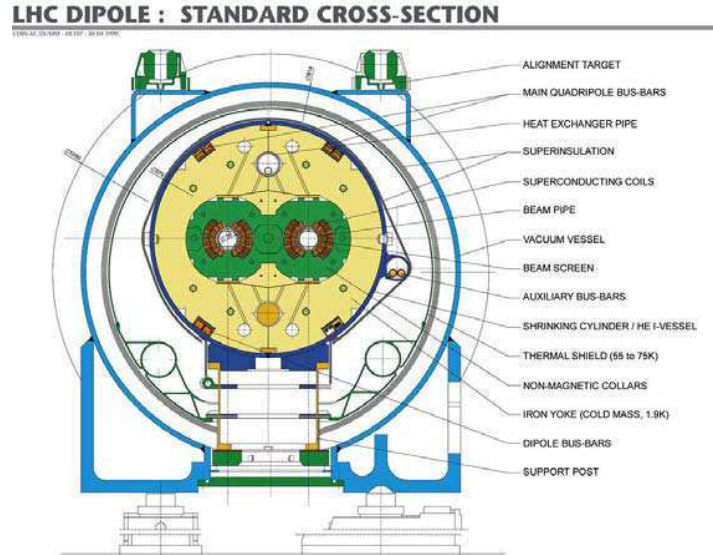 LHC DIPOLE : STANDARD CROSS-SECTION
ALIGNMENT TARGET
MAIN QUADRIPOLE BUS-BARS
HEAT EXCHANGER PIPE
SUPERINSULATION
SUPERCONDUCTING COILS
BEAM PIPE
VACUUM VESSEL
BEAM SCREEN
AUXILIARY BUS-BARS
SHRINKING CYLINDER / HE I-VESSEL
THERMAL SHIELD (55 to 75K)
NON-MAGNETIC COLLARS
IRON YOKE (COLD MASS, 1.9K)
DIPOLE BUS-BARS
SUPPORT POST